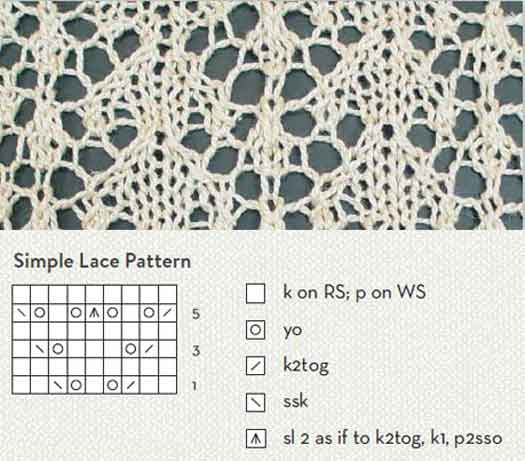 Simple Lace Pattern
5
3
1
k on RS; p on WS
yo
k2tog
ssk
sl 2 as if to k2tog, k1, p2sso